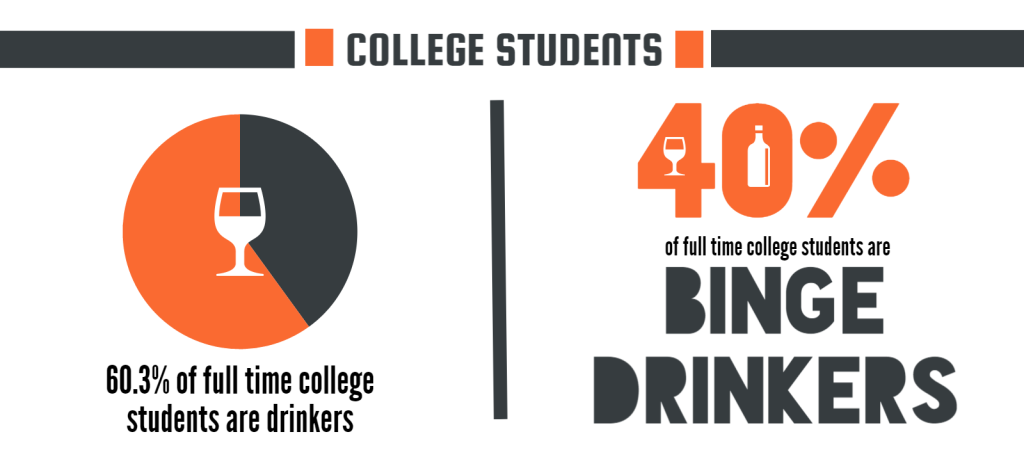 COLLEGE STUDENTS
60.3% of full time college
students are drinkers
40%
of full time college students are
BINGE
DRINKERS